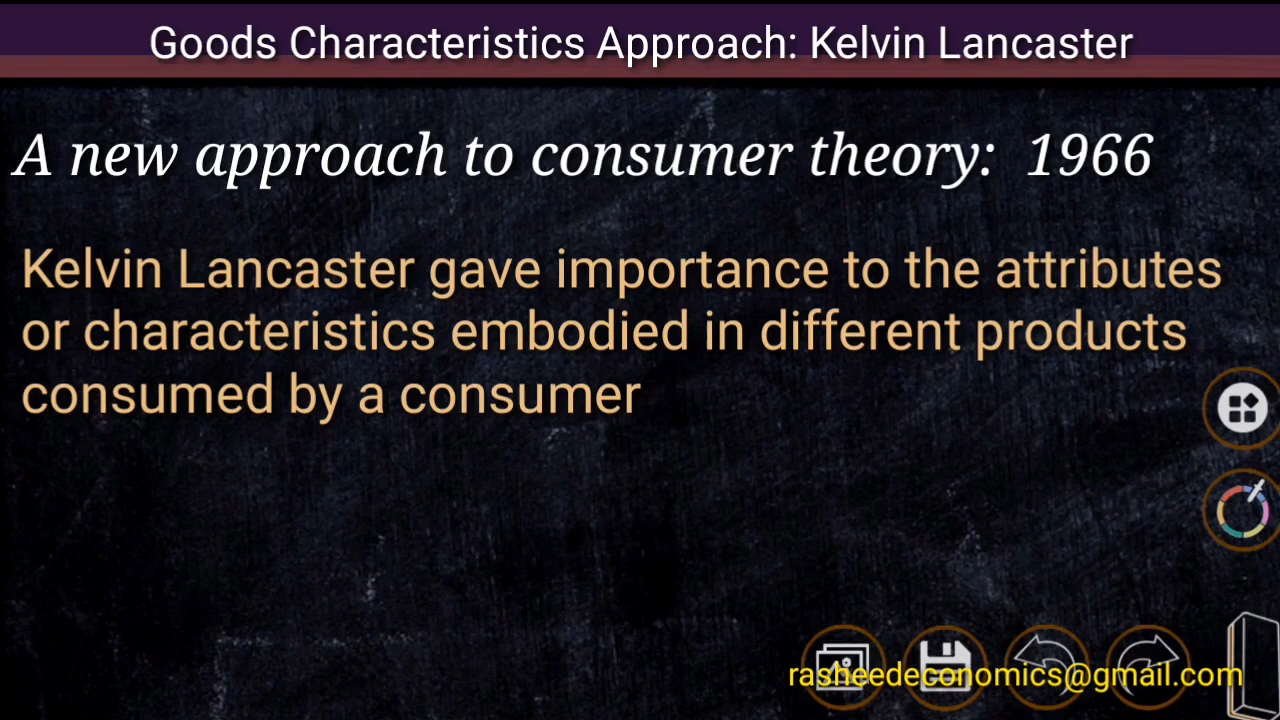 Goods Characteristics Approach: Kelvin Lancaster
A new approach to consumer theory: 1966
Kelvin Lancaster gave importance to the attributes
or characteristics embodied in different products
consumed by a consumer
rasheedeconomics@gmail.com